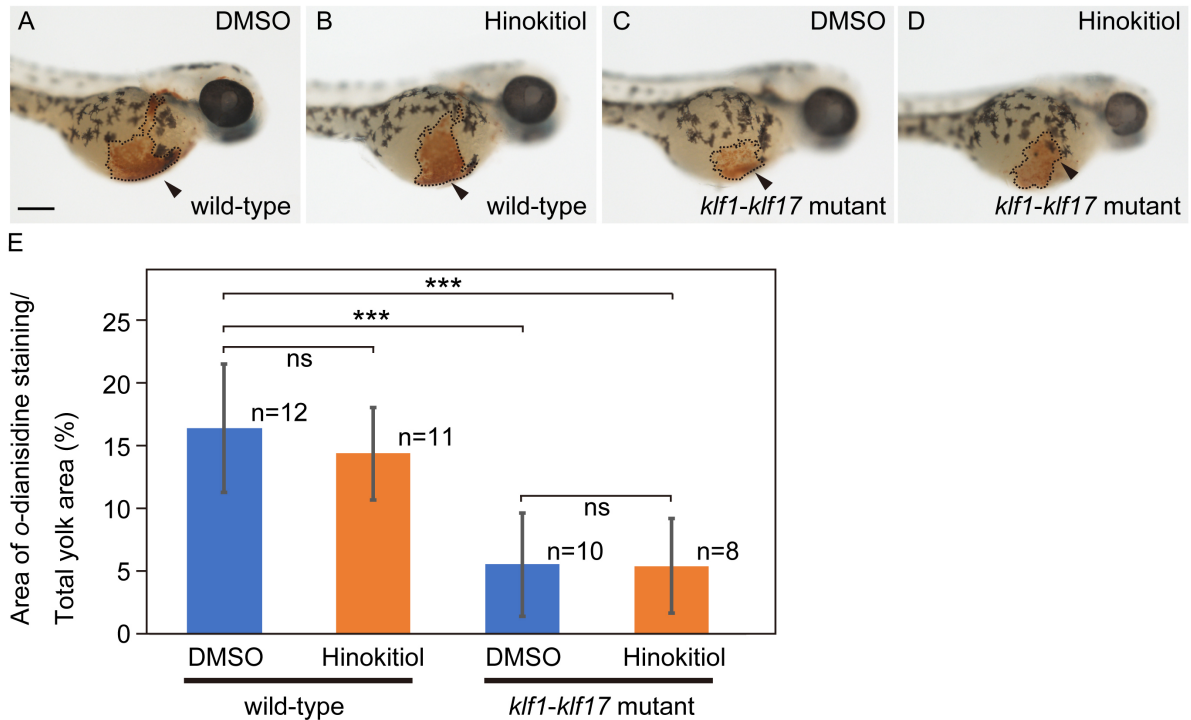 A DMSO
wild-type
B Hinokitiol
wild-type
C DMSO
klf1-klf17 mutant
D Hinokitiol
klf1-klf17 mutant
E
Area of o-dianisidine staining/
Total yolk area (%)
25
20
15
10
5
0
***
***
ns
n=12
n=11
ns
n=10
n=8
DMSO Hinokitiol DMSO Hinokitiol
wild-type klf1-klf17 mutant